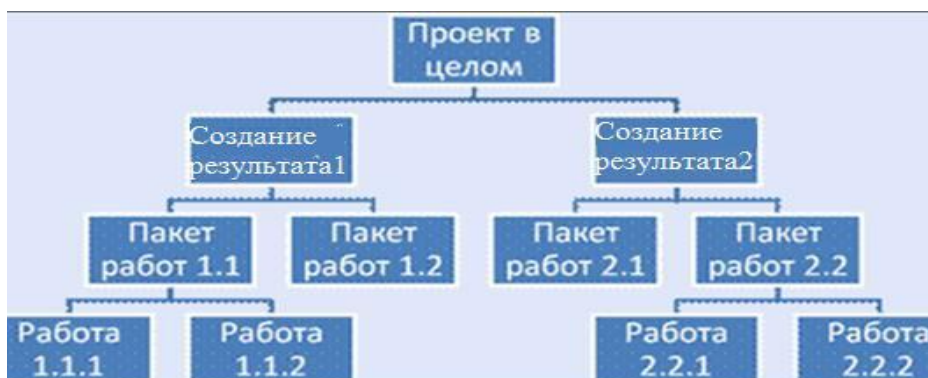 Проект в
целом
Создание
результата1
Создание
результата2
Пакет
работ 1.1
Пакет
работ 1.2
Пакет
работ 2.1
Пакет
работ 2.2
Работа
1.1.1
Работа
1.1.2
Работа
2.2.1
Работа
2.2.2